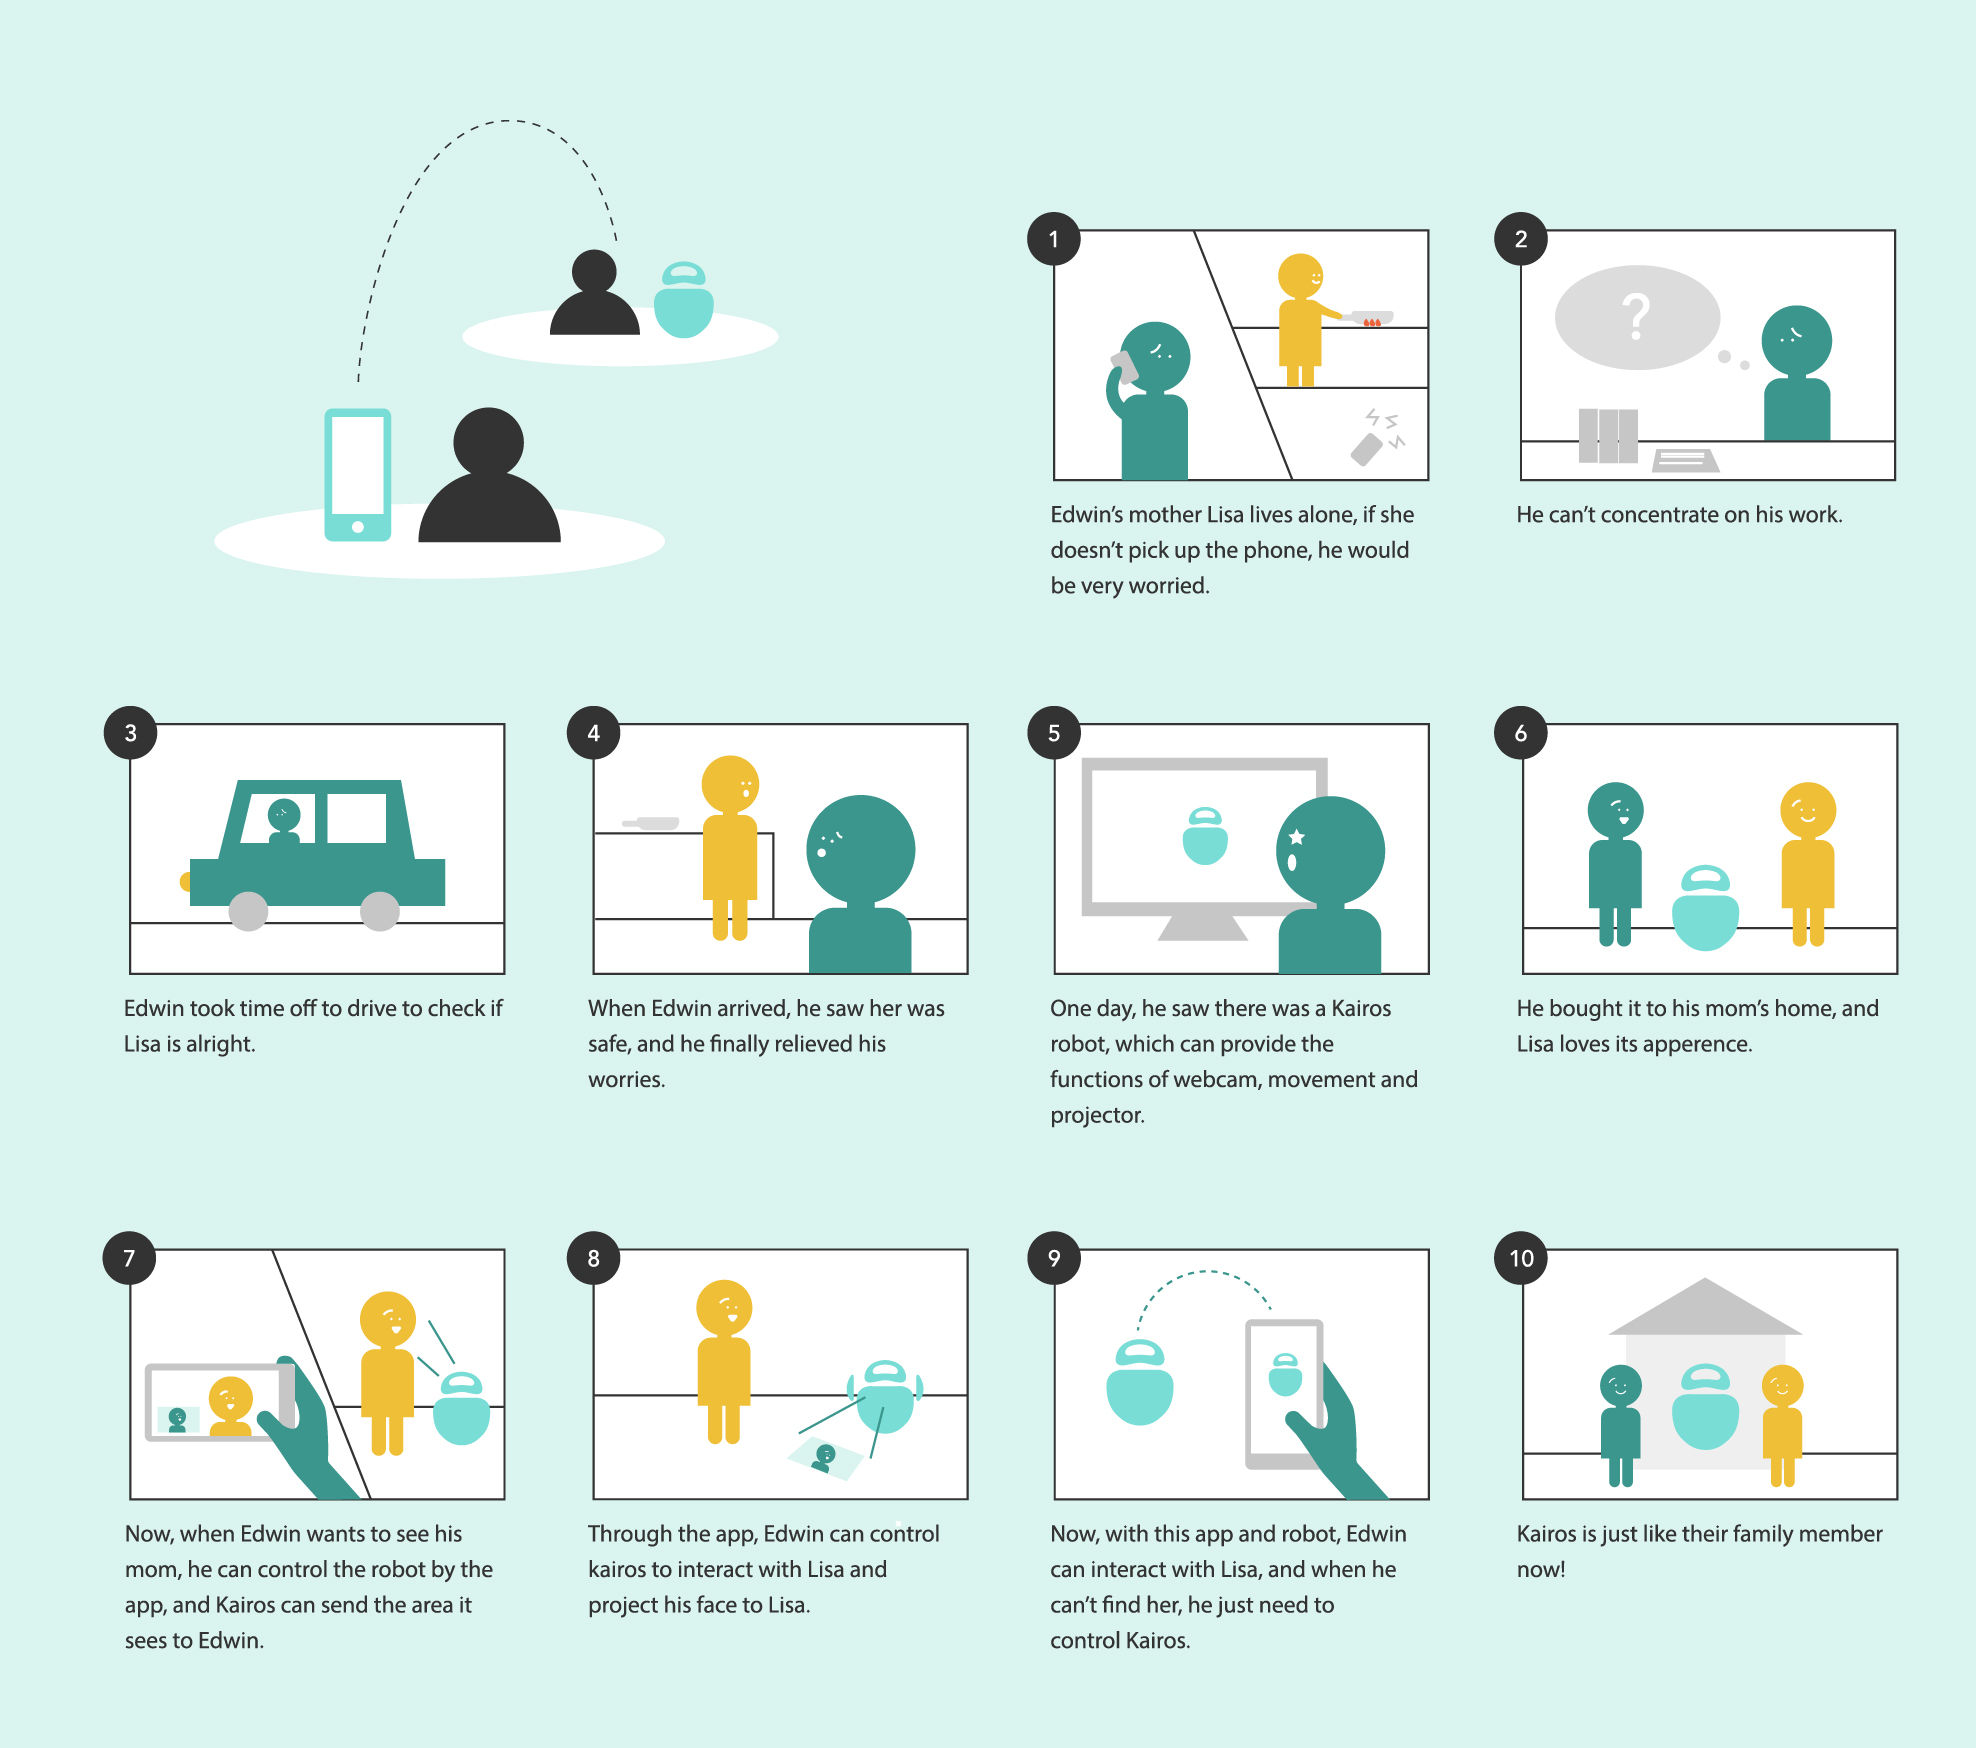 1
Edwin's mother Lisa lives alone, if she
doesn't pick up the phone, he would
be very worried.
2
?
He can't concentrate on his work.
3
Edwin took time off to drive to check if
Lisa is alright.
4
When Edwin arrived, he saw her was
safe, and he finally relieved his
worries.
5
One day, he saw there was a Kairos
robot, which can provide the
functions of webcam, movement and
projector.
6
He bought it to his mom's home, and
Lisa loves its apperence.
7
Now, when Edwin wants to see his
mom, he can control the robot by the
app, and Kairos can send the area it
sees to Edwin.
8
Through the app, Edwin can control
kairos to interact with Lisa and
project his face to Lisa.
9
Now, with this app and robot, Edwin
can interact with Lisa, and when he
can't find her, he just need to
control Kairos.
10
Kairos is just like their family member
now!